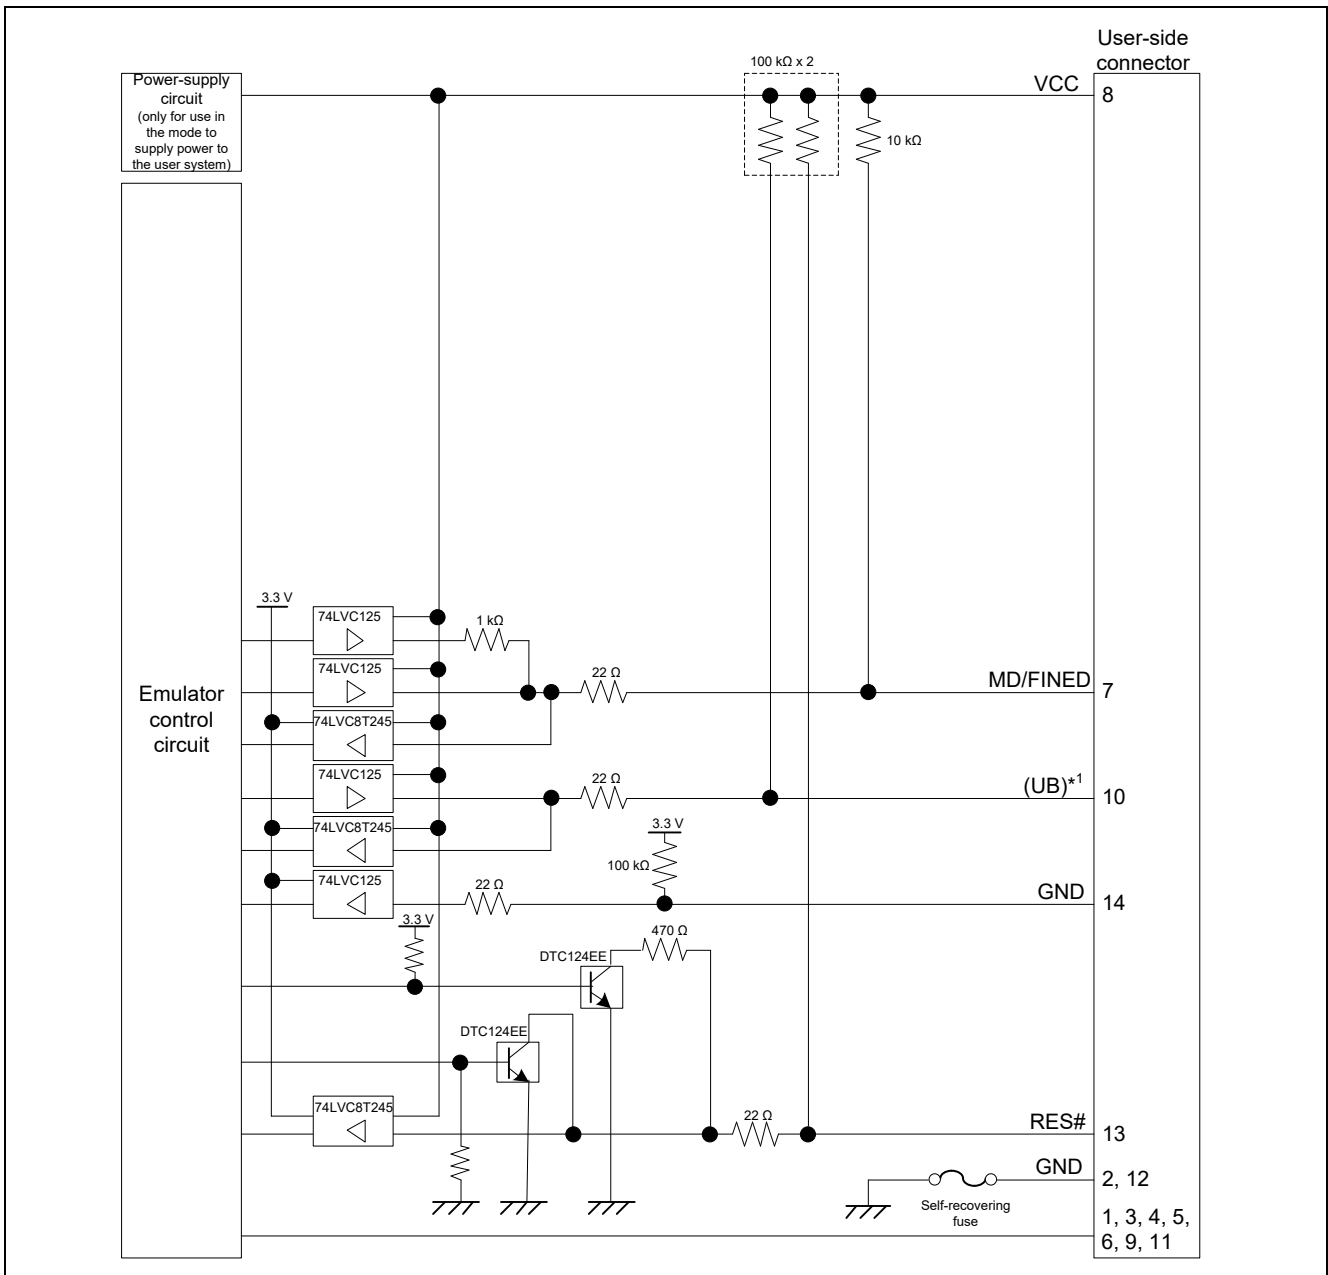 User-side
connector
Power-supply
circuit
(only for use in
the mode to
supply power to
the user system)
100 kΩ x 2
VCC
8
10 kΩ
3.3 V
74LVC125
1 kΩ
74LVC125
22 Ω
MD/FINED
7
Emulator
control
circuit
74LVC8T245
74LVC125
22 Ω
(UB)*1
10
74LVC8T245
3.3 V
100 kΩ
74LVC125
22 Ω
GND
14
3.3 V
470 Ω
DTC124EE
DTC124EE
74LVC8T245
22 Ω
RES#
13
GND
2, 12
Self-recovering
fuse
1, 3, 4, 5,
6, 9, 11